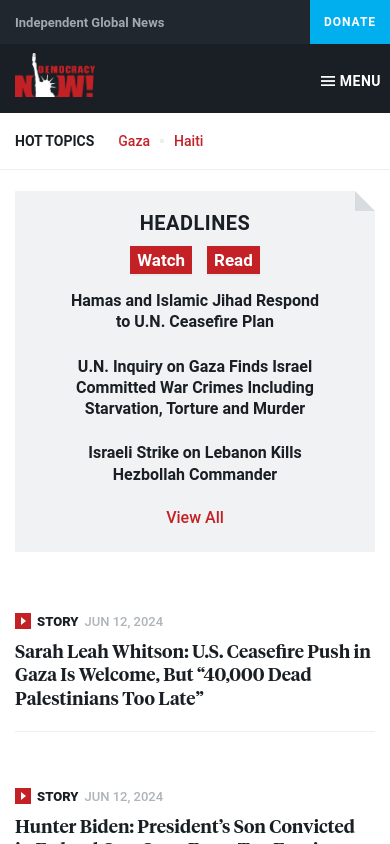 Independent Global News
DONATE
DEMOCRACY
NOW!
MENU
HOT TOPICS
Gaza
Haiti
HEADLINES
Watch
Read
Hamas and Islamic Jihad Respond
to U.N. Ceasefire Plan
U.N. Inquiry on Gaza Finds Israel
Committed War Crimes Including
Starvation, Torture and Murder
Israeli Strike on Lebanon Kills
Hezbollah Commander
View All
STORY JUN 12, 2024
Sarah Leah Whitson: U.S. Ceasefire Push in
Gaza Is Welcome, But “40,000 Dead
Palestinians Too Late”
STORY JUN 12, 2024
Hunter Biden: President’s Son Convicted